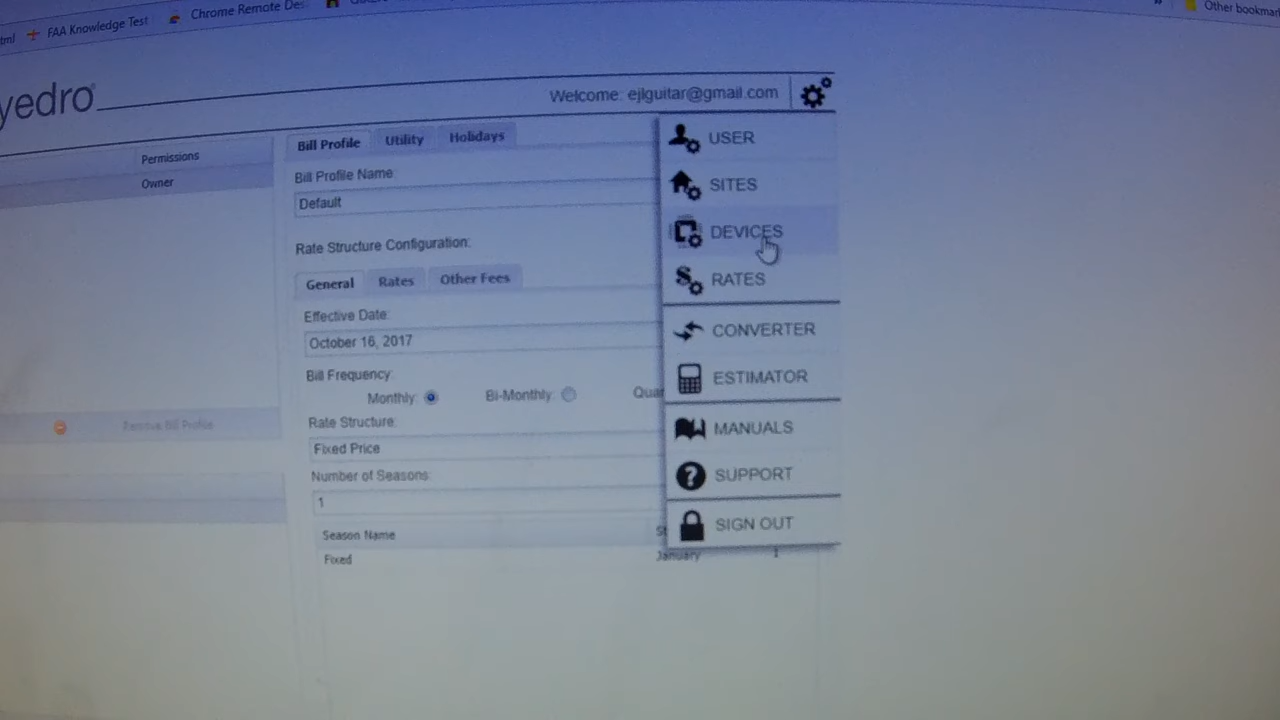 FAA Knowledge Test
Chrome Remote Des
Other bookmar
yedro
Welcome: ejlguitar@gmail.com
Permissions
Owner
Bill Profile
Utility
Holidays
Bill Profile Name:
Default
Rate Structure Configuration:
General
Rates
Other Fees
Effective Date:
October 16, 2017
Bill Frequency:
Monthly:
Bi-Monthly:
Quar
Remove Bill Profile
Rate Structure:
Fixed Price
Number of Seasons:
1
Season Name
St
Fixed
January
1
USER
SITES
DEVICES
RATES
CONVERTER
ESTIMATOR
MANUALS
SUPPORT
SIGN OUT